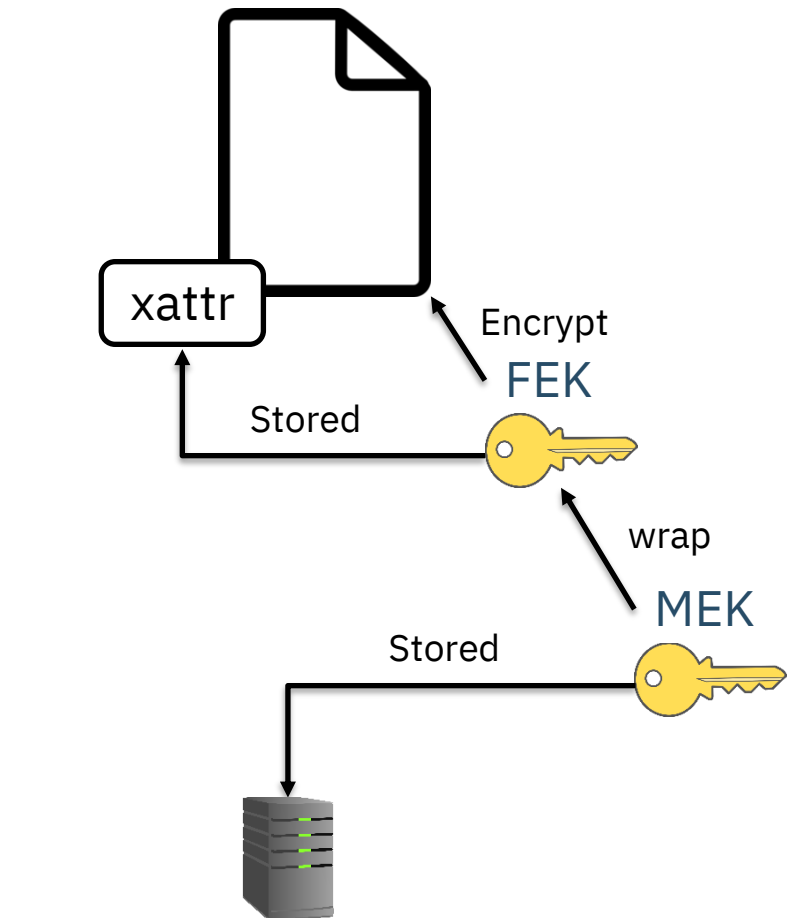 xattr
Encrypt
FEK
Stored
wrap
MEK
Stored